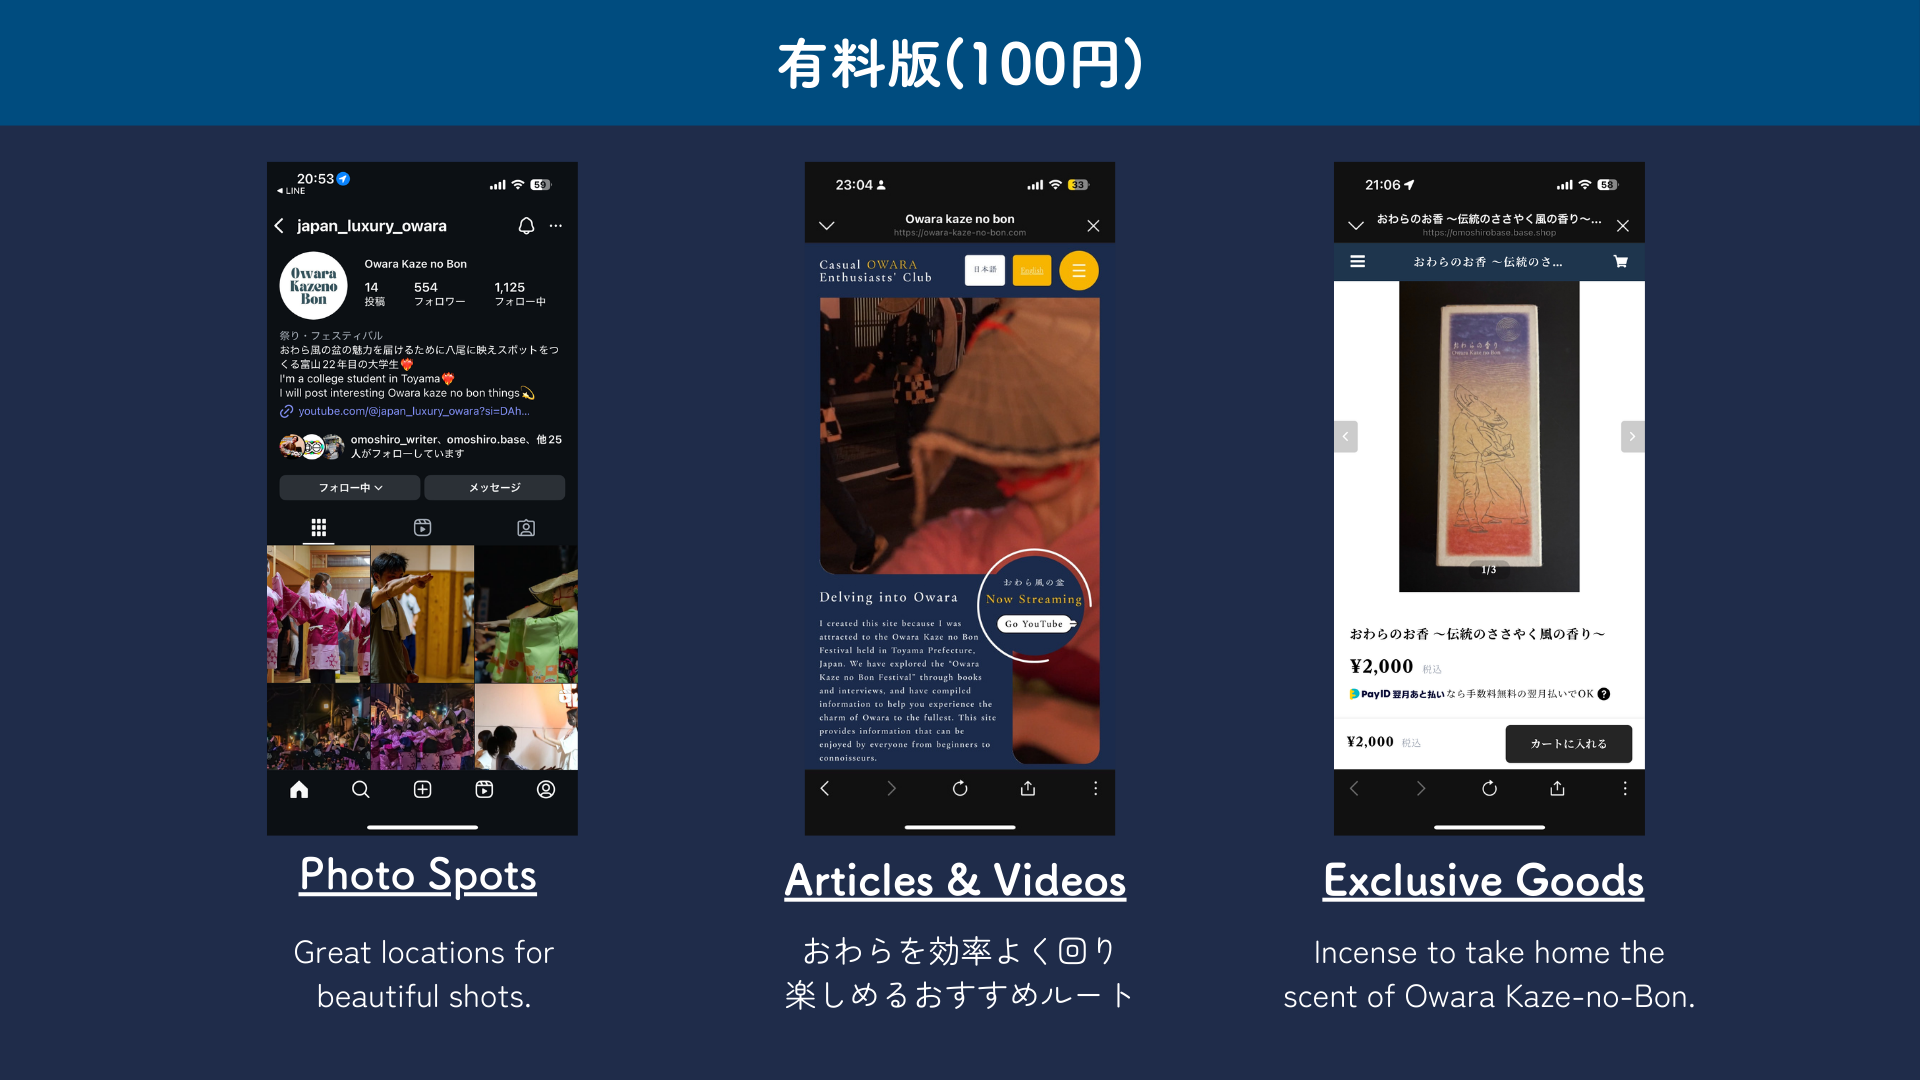 有料版(100円)
20:53
59
LINE
japan_luxury_owara
Owara
Kazeno
Bon
Owara Kaze no Bon
14
554
1,125
投稿
フォロワー
フォロー中
祭り・フェスティバル
おわら風の盆の魅力を届けるために八尾に映えスポットをつ
くる富山22年目の大学生
I'm a college student in Toyama
I will post interesting Owara kaze no bon things
youtube.com/@japan_luxury_owara?si=DAh...
omoshiro_writer、omoshiro.base、他25
人がフォローしています
フォロー中
メッセージ
Photo Spots
Great locations for
beautiful shots.
23:04
33
Owara kaze no bon
https://owara-kaze-no-bon.com
Casual OWARA
Enthusiasts' Club
日本語
English
おわら風の盆
Now Streaming
Go YouTube
Delving into Owara
I created this site because I was
attracted to the Owara Kaze no Bon
Festival held in Toyama Prefecture,
Japan. We have explored the "Owara
Kaze no Bon Festival" through books
and interviews, and have compiled
information to help you experience the
charm of Owara to the fullest. This site
provides information that can be
enjoyed by everyone from beginners to
connoisseurs.
Articles & Videos
おわらを効率よく回り
楽しめるおすすめルート
21:06
58
おわらのお香 ～伝統のささやく風の香り～...
https://omoshirobase.base.shop
おわらのお香 ～伝統のさ...
おわらの香り
Owara Kaze no Bon
1/3
おわらのお香 ～伝統のささやく風の香り～
¥2,000 税込
Pay ID 翌月あと払いなら手数料無料の翌月払いでOK ?
¥2,000 税込
カートに入れる
Exclusive Goods
Incense to take home the
scent of Owara Kaze-no-Bon.